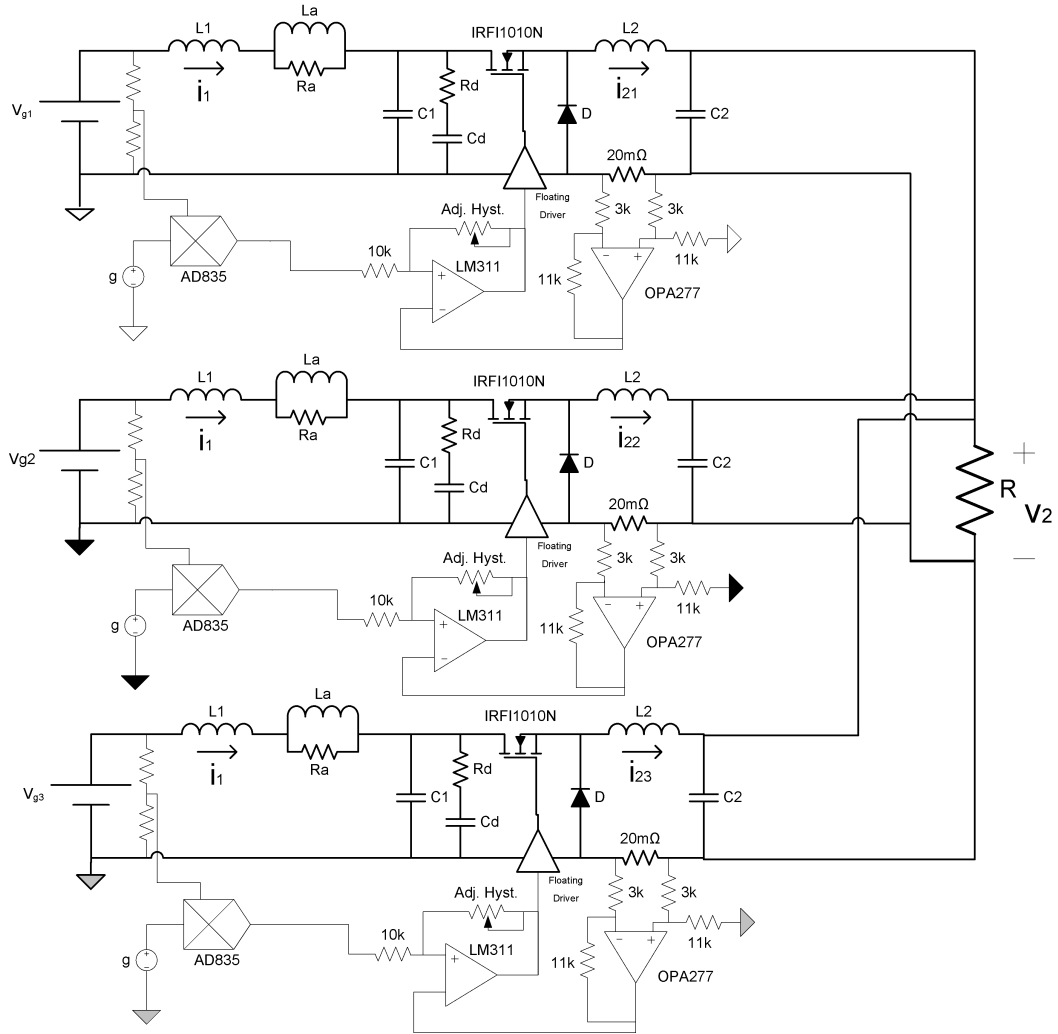 La
L1
IRFI1010N
L2
Ra
i1
i21
Rd
Vg1
C1
D
C2
Cd
20mΩ
Floating
Driver
Adj. Hyst.
3k
3k
10k
LM311
11k
g
AD835
+
−
11k
−
+
OPA277
+
−
La
L1
IRFI1010N
L2
Ra
i1
i22
Rd
Vg2
C1
D
C2
Cd
20mΩ
+
R
V2
−
Floating
Driver
Adj. Hyst.
3k
3k
10k
LM311
11k
g
AD835
+
−
11k
−
+
OPA277
+
−
La
L1
IRFI1010N
L2
Ra
i1
i23
Rd
Vg3
C1
D
C2
Cd
20mΩ
Floating
Driver
Adj. Hyst.
3k
3k
10k
LM311
11k
g
AD835
+
−
11k
−
+
OPA277
+
−